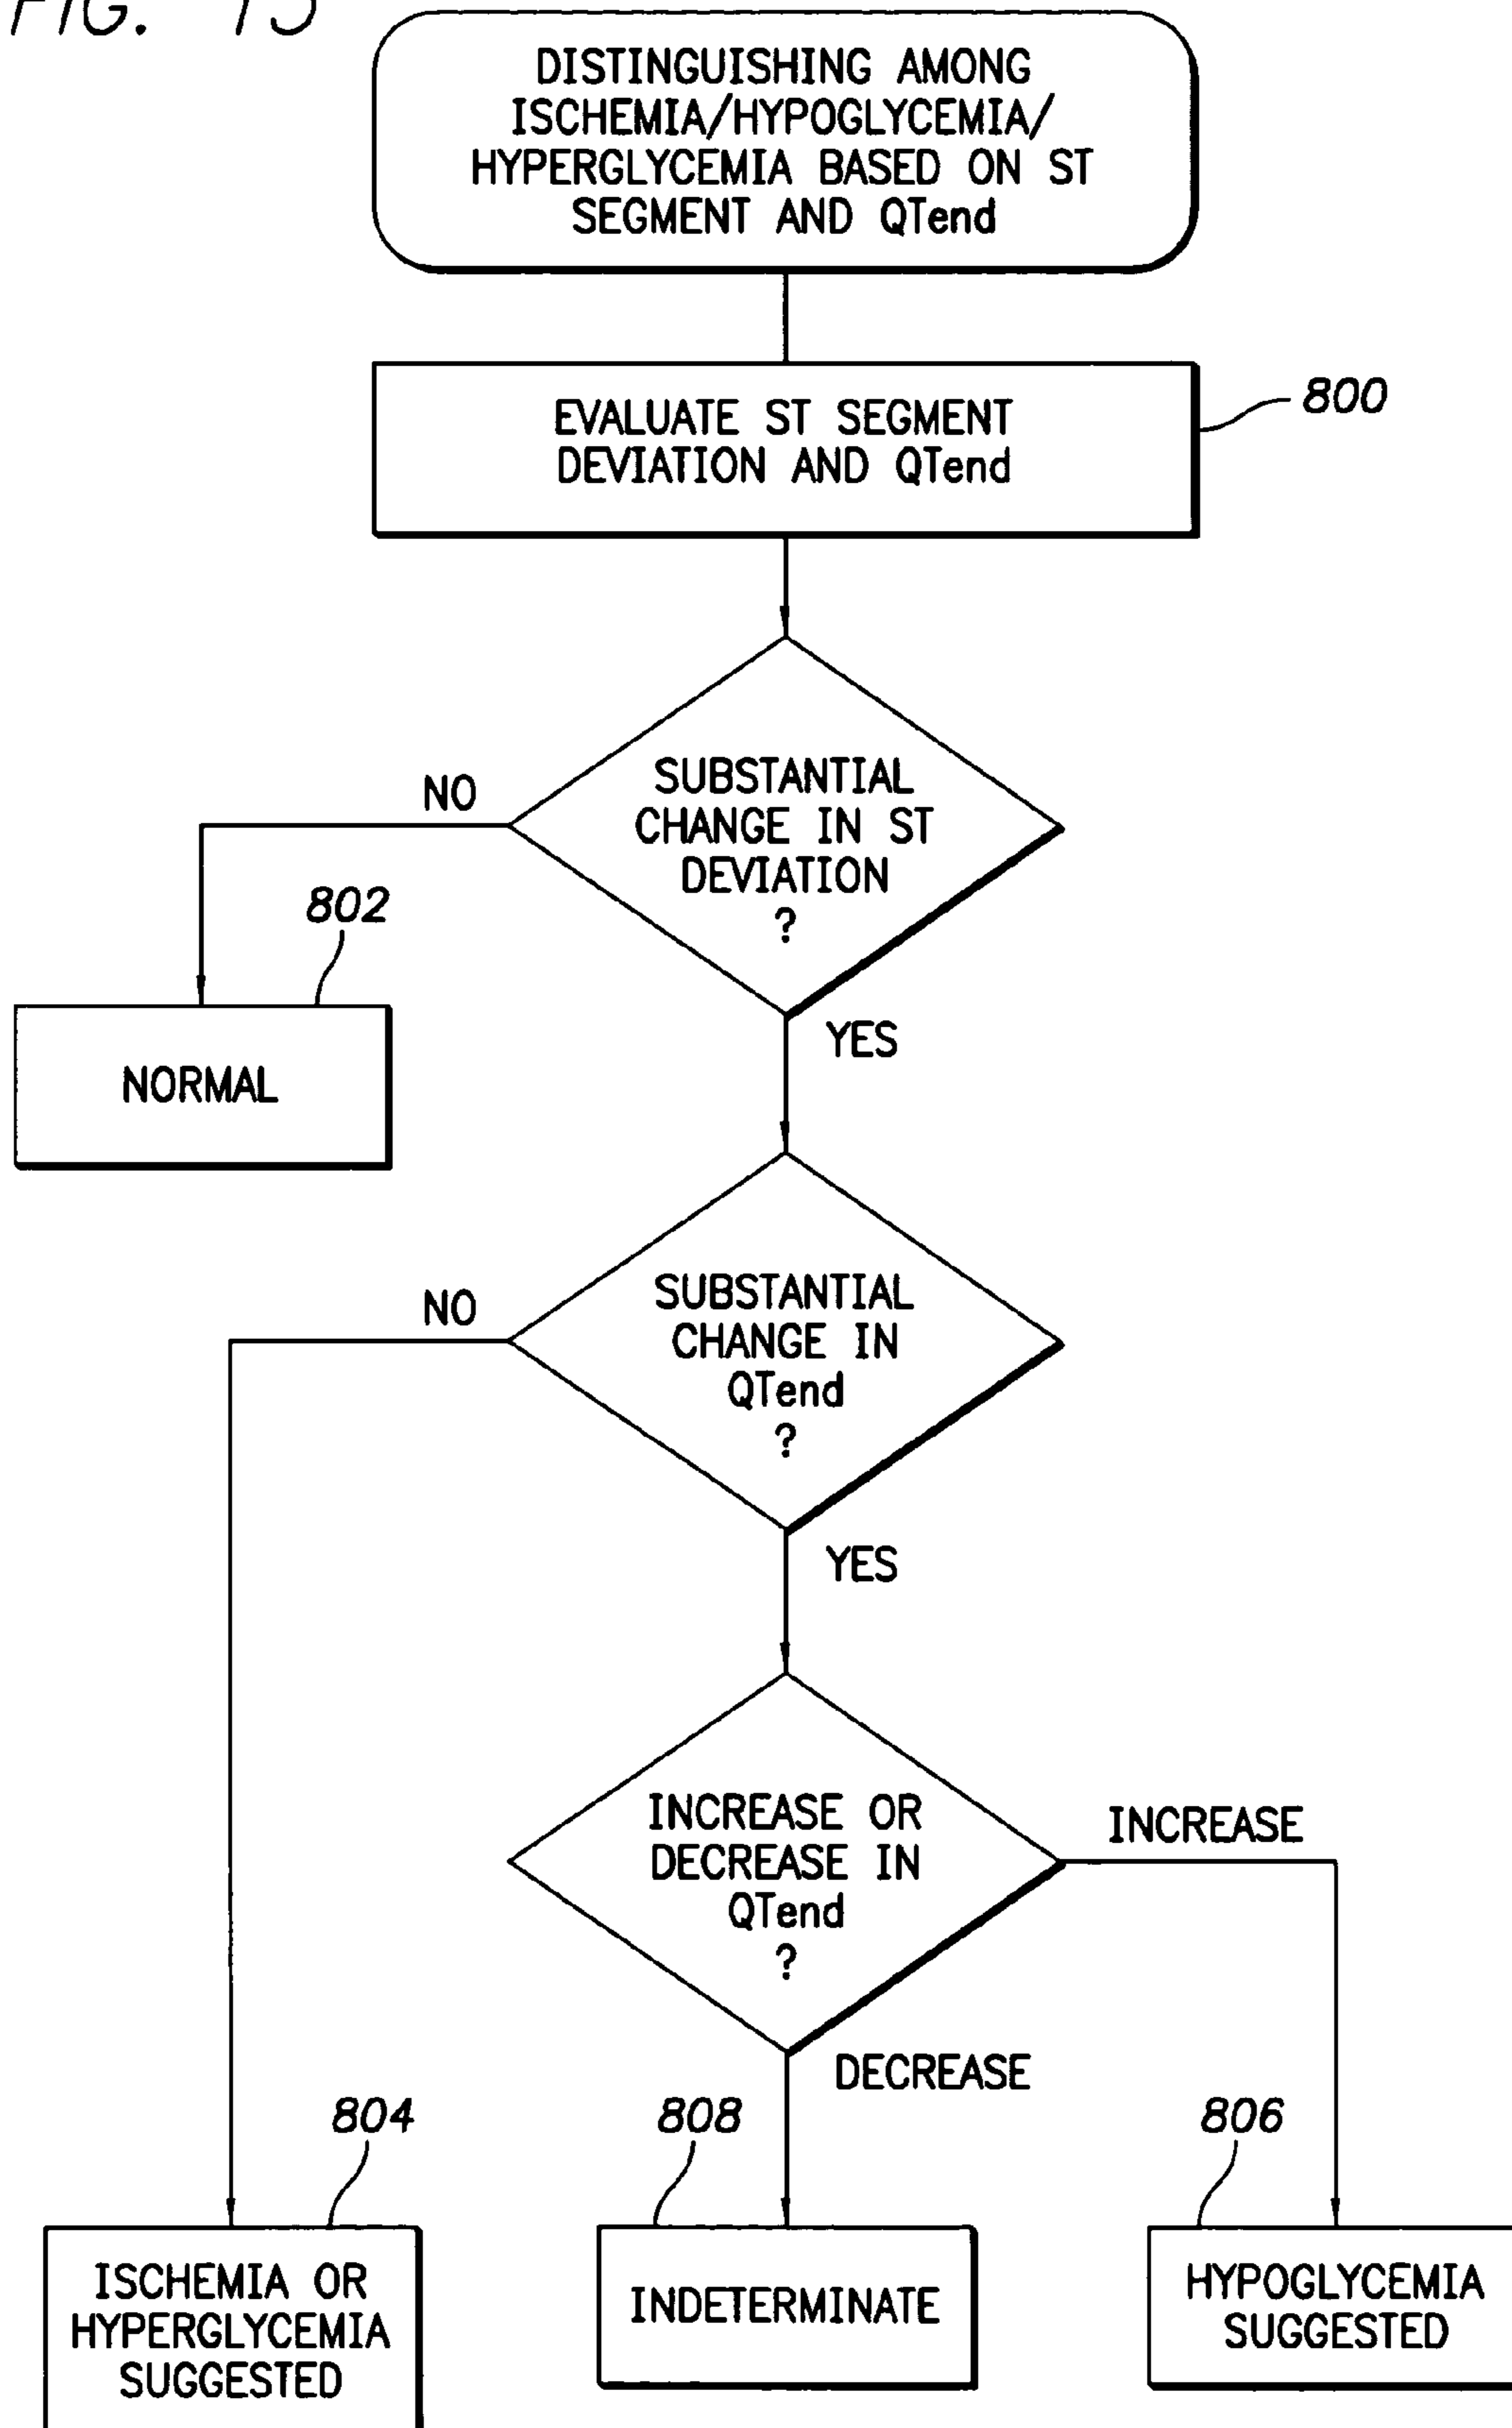 FIG. 15
DISTINGUISHING AMONG
ISCHEMIA/HYPOGLYCEMIA/
HYPERGLYCEMIA BASED ON ST
SEGMENT AND QTend
EVALUATE ST SEGMENT
DEVIATION AND QTend
800
SUBSTANTIAL
CHANGE IN ST
DEVIATION
?
NO
802
YES
NORMAL
SUBSTANTIAL
CHANGE IN
QTend
?
NO
YES
INCREASE OR
DECREASE IN
QTend
?
INCREASE
DECREASE
804
808
806
ISCHEMIA OR
HYPERGLYCEMIA
SUGGESTED
INDETERMINATE
HYPOGLYCEMIA
SUGGESTED